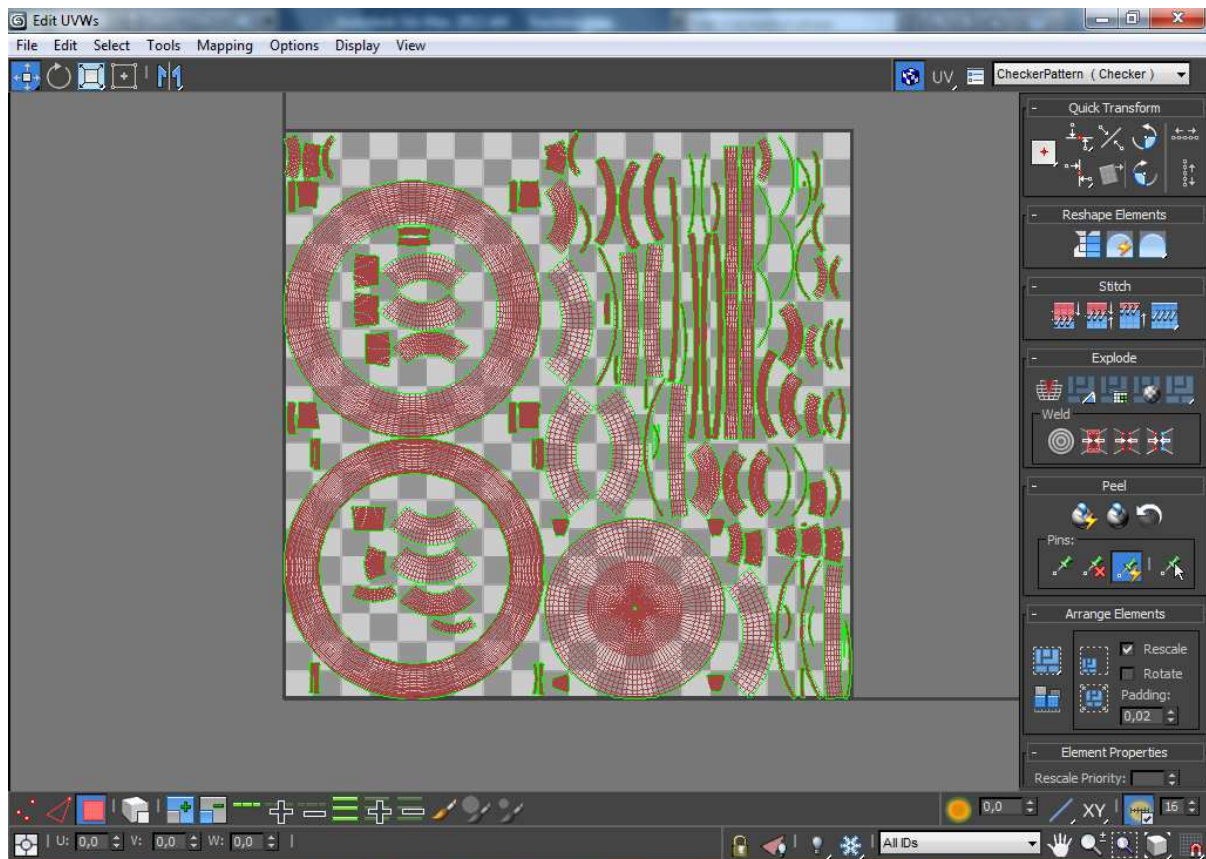 Edit UVWs
File Edit Select Tools Mapping Options Display View
UV
CheckerPattern ( Checker )
- Quick Transform
- Reshape Elements
- Stitch
- Explode
Weld
- Peel
Pins:
- Arrange Elements
Rescale
Rotate
Padding:
0,02
- Element Properties
Rescale Priority:
0,0
XY
16
U: 0,0 V: 0,0 W: 0,0
All IDs